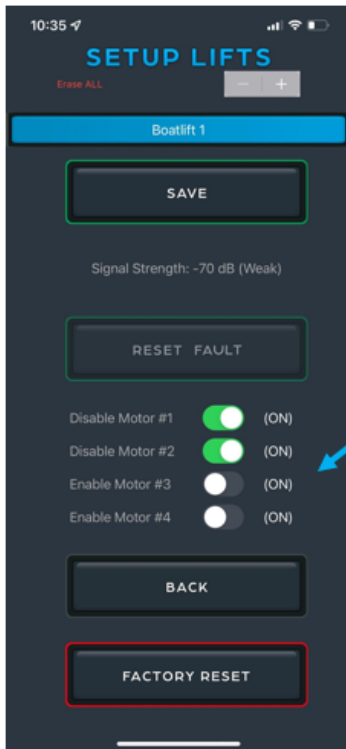 10:35
SETUP LIFTS
Erase ALL
− +
Boatlift 1
SAVE
Signal Strength: -70 dB (Weak)
RESET FAULT
Disable Motor #1 (ON)
Disable Motor #2 (ON)
Enable Motor #3 (ON)
Enable Motor #4 (ON)
BACK
FACTORY RESET